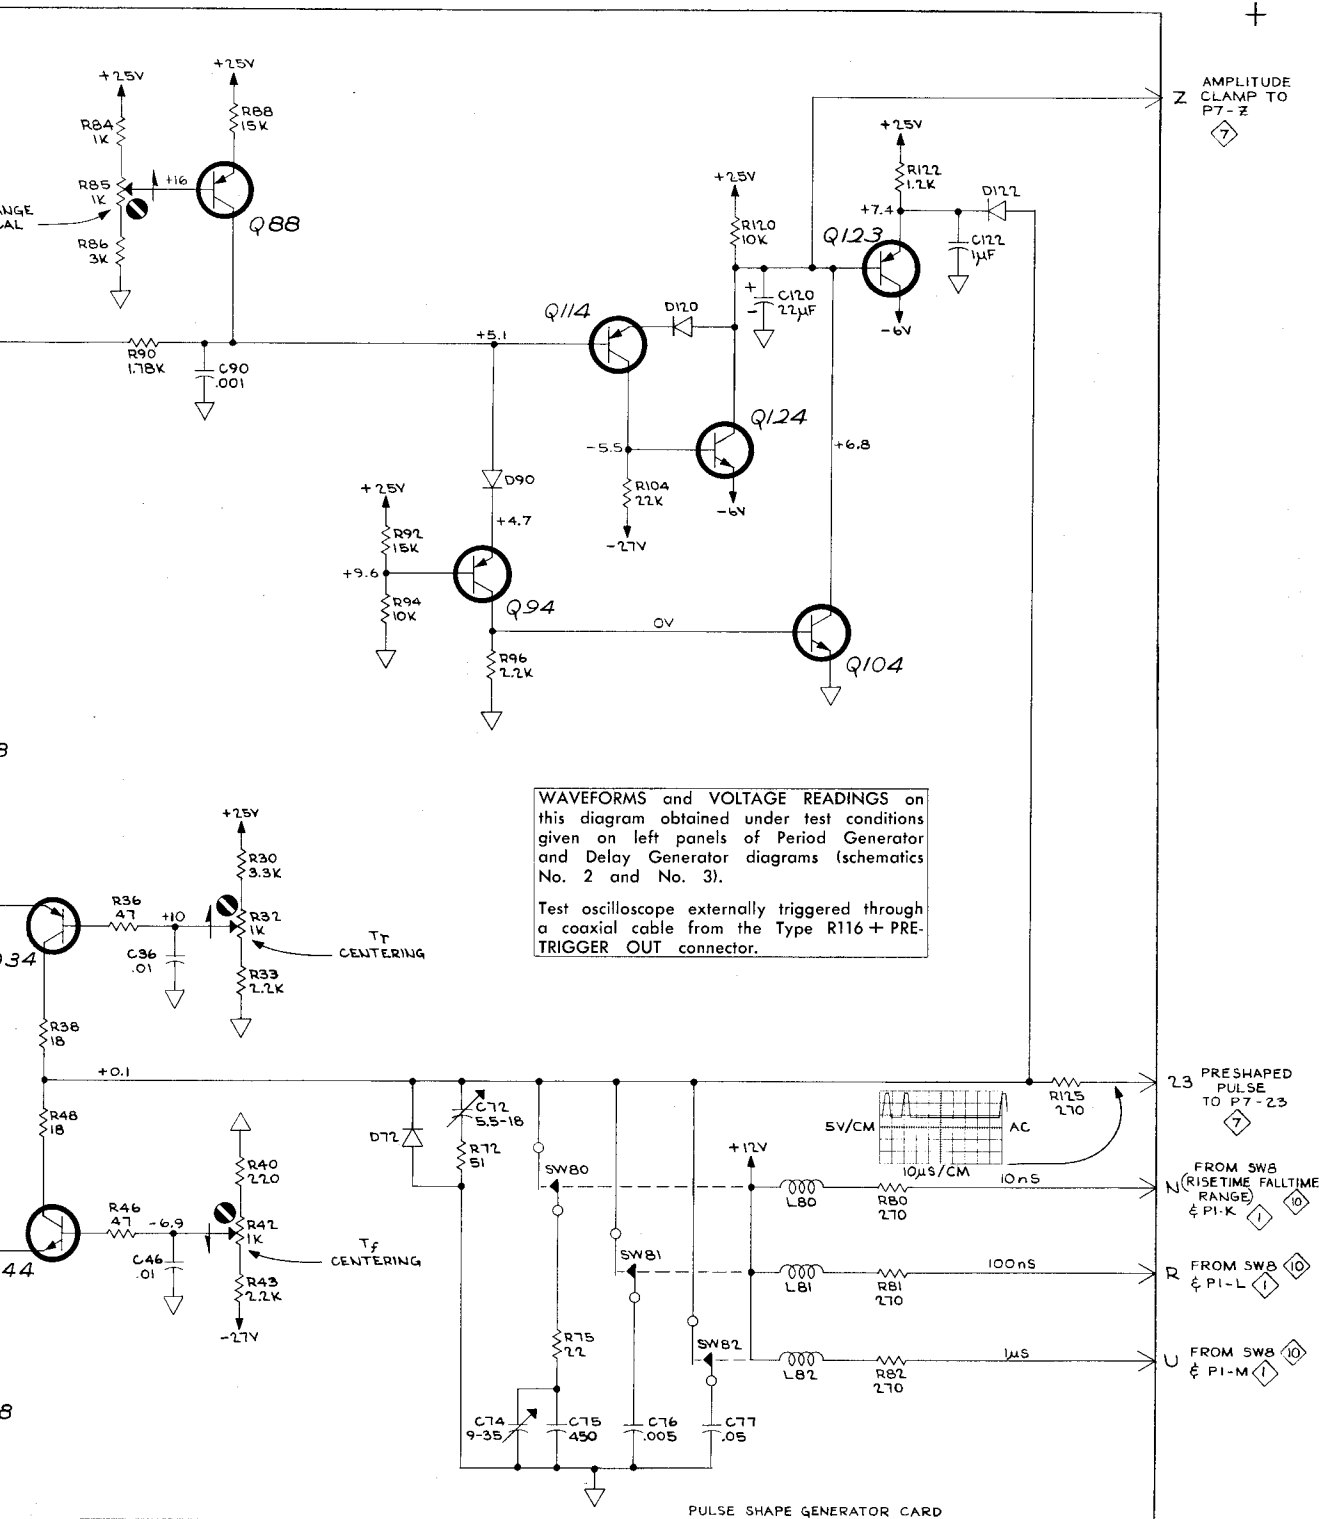 +25V
+25V
R84
1K
R88
15K
R85
1K
+16
ANGE
CAL
R86
3K
Q88
R90
1.78K
C90
.001
+5.1
Q114
D120
+25V
R120
10K
C120
22µF
+
-
Q123
+25V
R122
1.2K
+7.4
D122
C122
1µF
-6V
Z
AMPLITUDE
CLAMP TO
P7-Z
7
Q124
-5.5
R104
22K
-27V
-6V
+6.8
D90
+4.7
+25V
R92
15K
+9.6
R94
10K
Q94
R96
2.2K
0V
Q104
8
WAVEFORMS and VOLTAGE READINGS on
this diagram obtained under test conditions
given on left panels of Period Generator
and Delay Generator diagrams (schematics
No. 2 and No. 3).
Test oscilloscope externally triggered through
a coaxial cable from the Type R116 + PRE-
TRIGGER OUT connector.
+25V
R30
3.3K
R36
47
+10
R32
1K
Tr
CENTERING
C36
.01
R33
2.2K
Q34
R38
18
+0.1
R48
18
R40
220
R46
47
-6.9
R42
1K
Tf
CENTERING
C46
.01
R43
2.2K
-27V
44
8
D72
C72
5.5-18
R72
51
SW80
SW81
SW82
R75
22
C74
9-35
C75
450
C76
.005
C77
.05
+12V
5V/CM
AC
10µS/CM
R125
270
23
PRESHAPED
PULSE
TO P7-23
7
L80
R80
270
10nS
N
FROM SW8
(RISETIME FALLTIME
RANGE)
& P1-K
1
10
L81
R81
270
100nS
R
FROM SW8 10
& P1-L 1
L82
R82
270
1µS
U
FROM SW8 10
& P1-M 1
PULSE SHAPE GENERATOR CARD